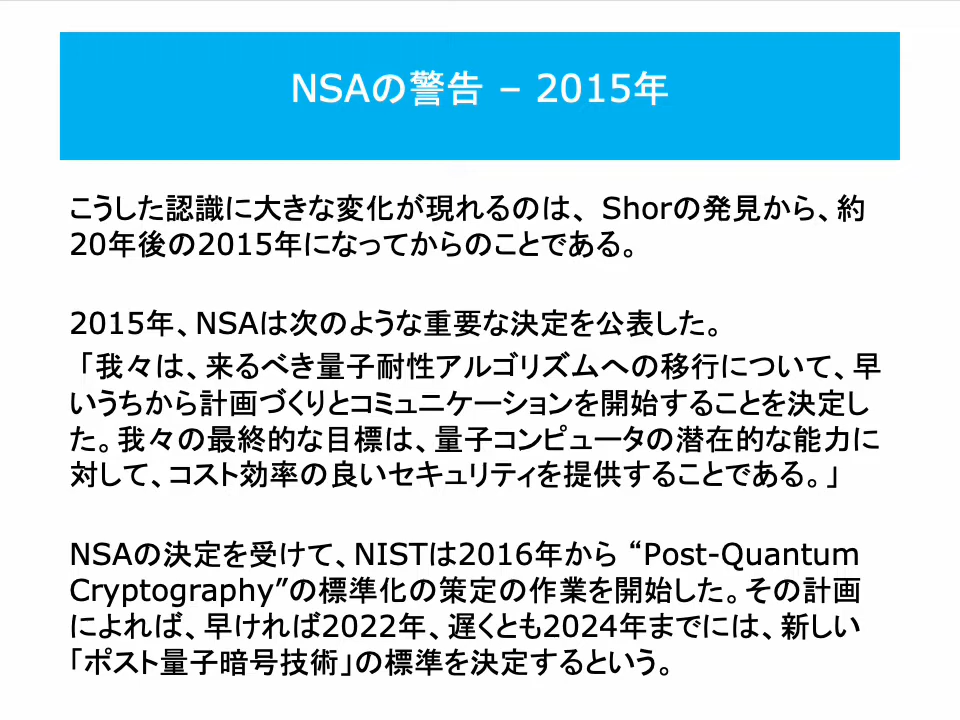 NSAの警告 – 2015年
こうした認識に大きな変化が現れるのは、Shorの発見から、約
20年後の2015年になってからのことである。
2015年、NSAは次のような重要な決定を公表した。
「我々は、来るべき量子耐性アルゴリズムへの移行について、早
いうちから計画づくりとコミュニケーションを開始することを決定し
た。我々の最終的な目標は、量子コンピュータの潜在的な能力に
対して、コスト効率の良いセキュリティを提供することである。」
NSAの決定を受けて、NISTは2016年から “Post-Quantum
Cryptography”の標準化の策定の作業を開始した。その計画
によれば、早ければ2022年、遅くとも2024年までには、新しい
「ポスト量子暗号技術」の標準を決定するという。